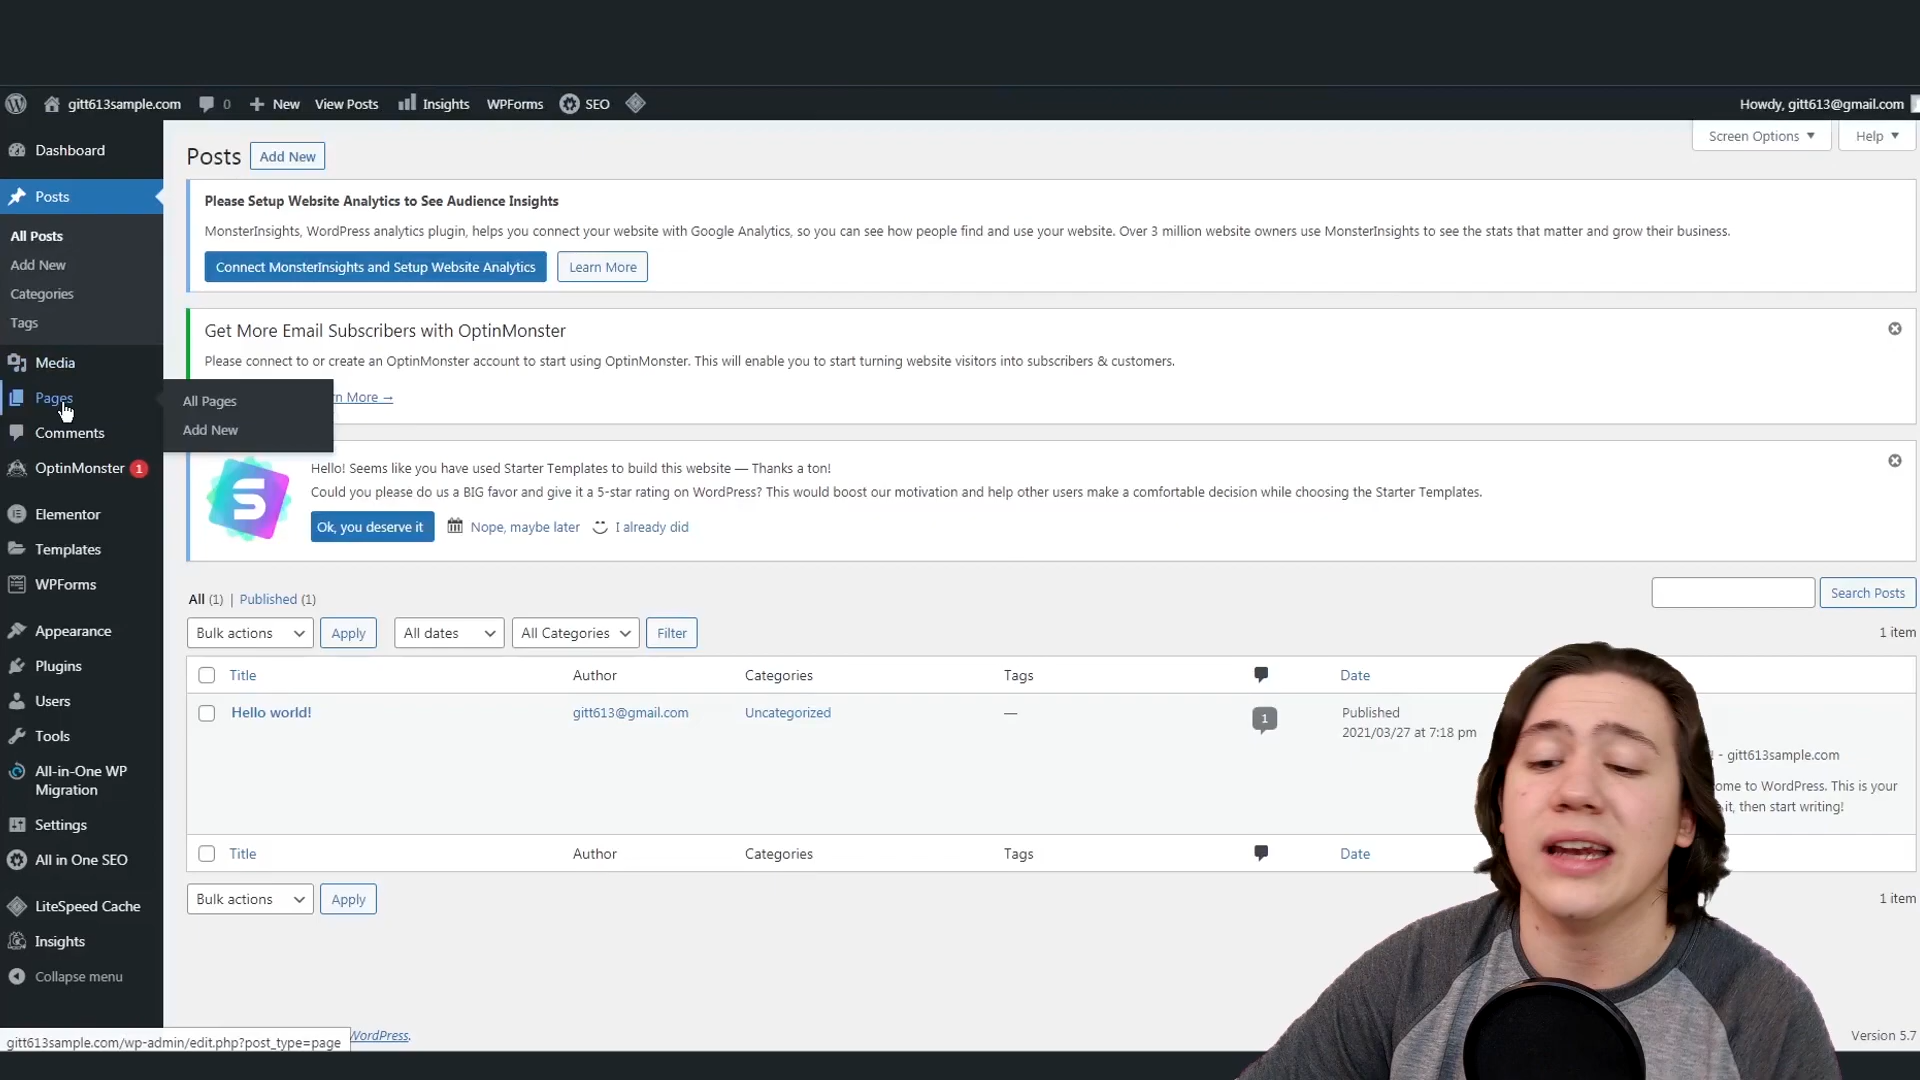 gitt613sample.com 0 New View Posts Insights WPForms SEO Howdy, gitt613@gmail.com
Dashboard
Posts
All Posts
Add New
Categories
Tags
Media
Pages
All Pages
Add New
Comments
OptinMonster 1
Elementor
Templates
WPForms
Appearance
Plugins
Users
Tools
All-in-One WP
Migration
Settings
All in One SEO
LiteSpeed Cache
Insights
Collapse menu
Screen Options Help
Posts Add New
Please Setup Website Analytics to See Audience Insights
MonsterInsights, WordPress analytics plugin, helps you connect your website with Google Analytics, so you can see how people find and use your website. Over 3 million website owners use MonsterInsights to see the stats that matter and grow their business.
Connect MonsterInsights and Setup Website Analytics Learn More
Get More Email Subscribers with OptinMonster
Please connect to or create an OptinMonster account to start using OptinMonster. This will enable you to start turning website visitors into subscribers & customers.
More →
Hello! Seems like you have used Starter Templates to build this website — Thanks a ton!
Could you please do us a BIG favor and give it a 5-star rating on WordPress? This would boost our motivation and help other users make a comfortable decision while choosing the Starter Templates.
Ok, you deserve it Nope, maybe later I already did
All (1) | Published (1)
Search Posts
Bulk actions Apply All dates All Categories Filter 1 item
Title Author Categories Tags Date
Hello world! gitt613@gmail.com Uncategorized — 1 Published
2021/03/27 at 7:18 pm
- gitt613sample.com
to WordPress. This is your
it, then start writing!
Title Author Categories Tags Date
Bulk actions Apply 1 item
WordPress. Version 5.7
gitt613sample.com/wp-admin/edit.php?post_type=page